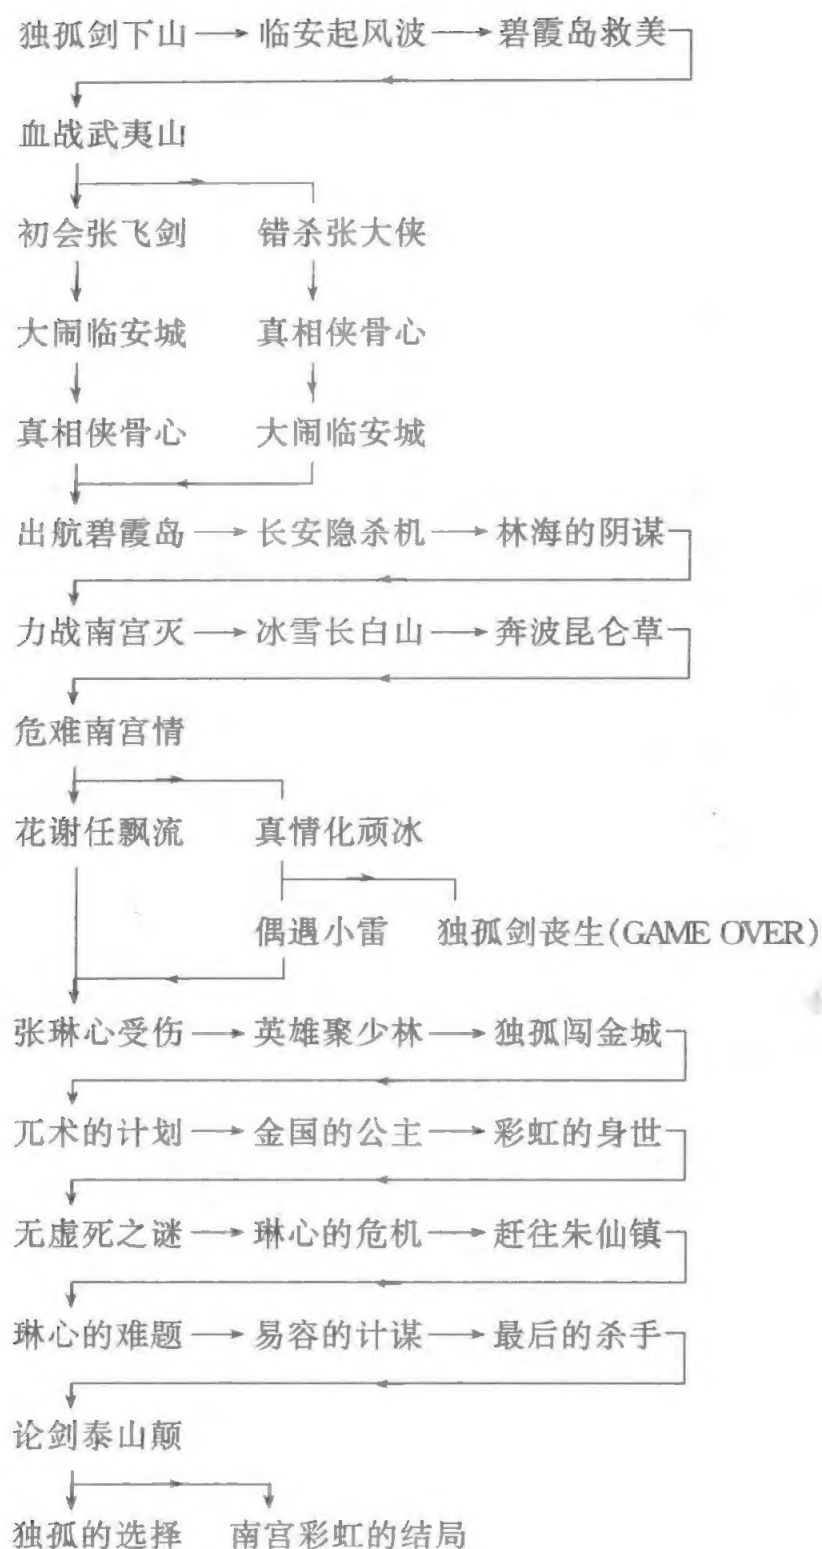 独孤剑下山 → 临安起风波 → 碧霞岛救美
血战武夷山
初会张飞剑 错杀张大侠
大闹临安城 真相侠骨心
真相侠骨心 大闹临安城
出航碧霞岛 → 长安隐杀机 → 林海的阴谋
力战南宫灭 → 冰雪长白山 → 奔波昆仑草
危难南宫情
花谢任飘流 真情化顽冰
偶遇小雷 独孤剑丧生(GAME OVER)
张琳心受伤 → 英雄聚少林 → 独孤闯金城
兀术的计划 → 金国的公主 → 彩虹的身世
无虚死之谜 → 琳心的危机 → 赶往朱仙镇
琳心的难题 → 易容的计谋 → 最后的杀手
论剑泰山颠
独孤的选择 南宫彩虹的结局